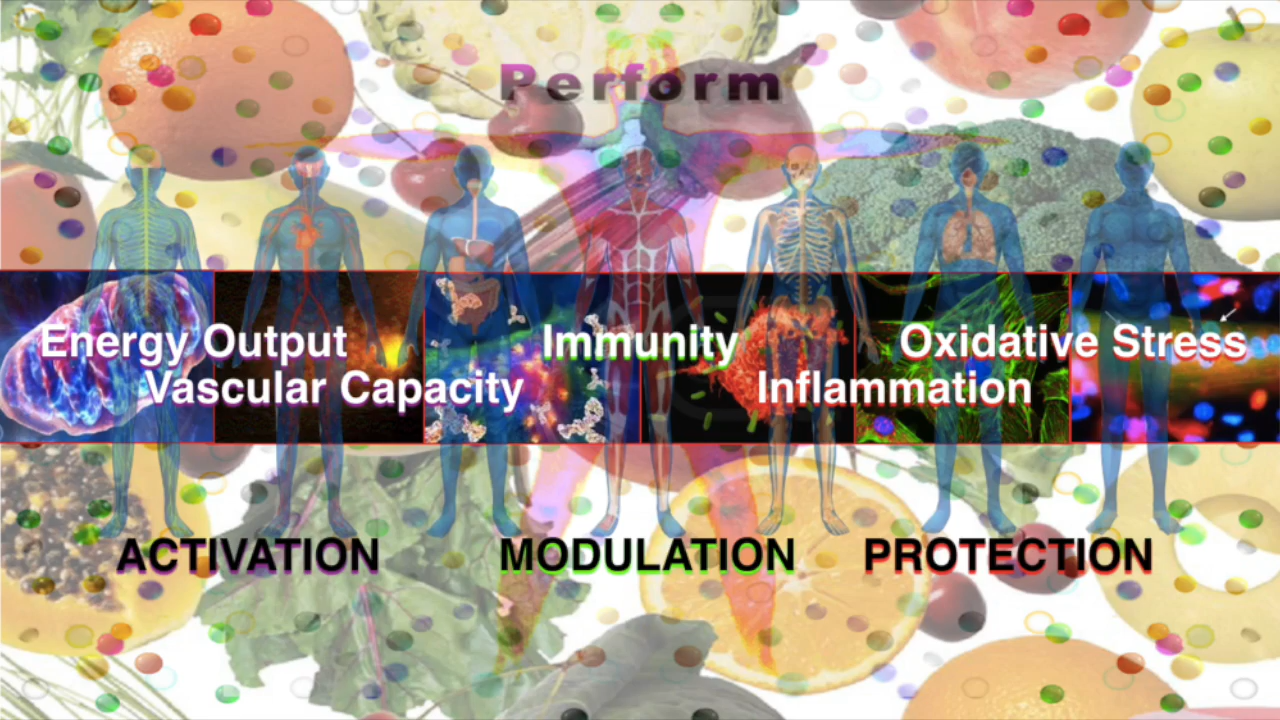 Perform
Energy Output
Vascular Capacity
Immunity
Inflammation
Oxidative Stress
ACTIVATION
MODULATION
PROTECTION